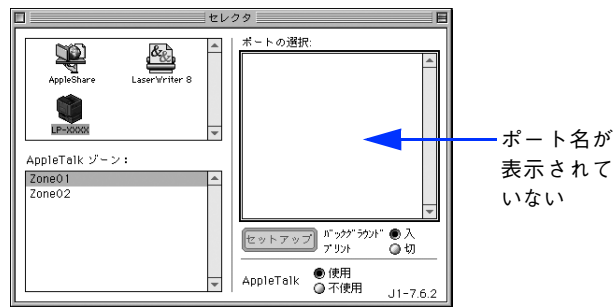 セレクタ
AppleShare
LaserWriter 8
LP-XXXX
AppleTalk ゾーン：
Zone01
Zone02
ポートの選択:
セットアップ
ﾊﾞｯｸｸﾞﾗｳﾝﾄﾞ
ﾌﾟﾘﾝﾄ
入
切
AppleTalk
使用
不使用
J1-7.6.2
ポート名が
表示されて
いない